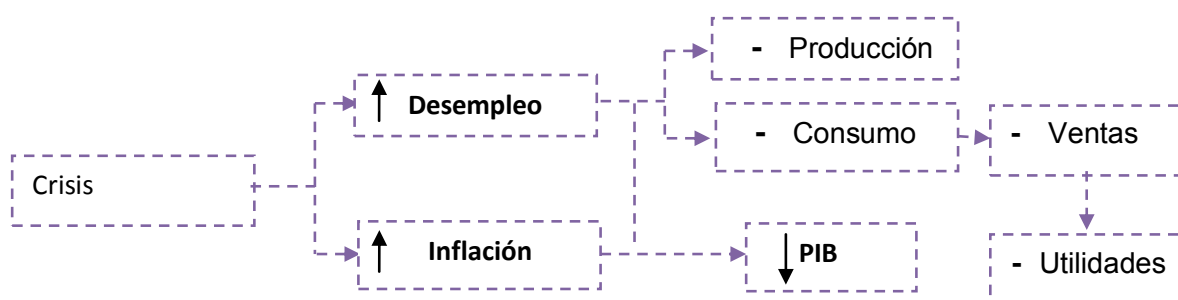 - Producción
↑ Desempleo
- Consumo
- Ventas
Crisis
↑ Inflación
↓ PIB
- Utilidades